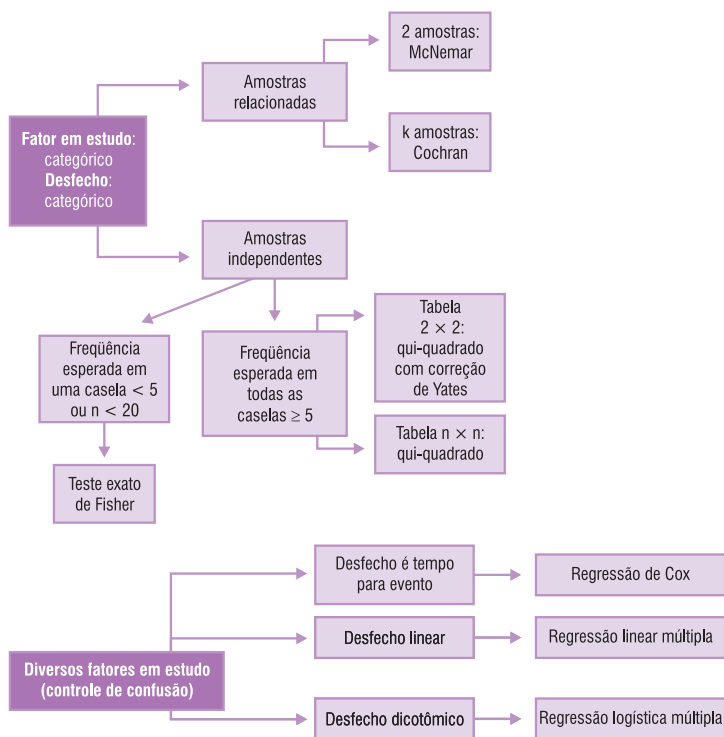 2 amostras:
McNemar
Amostras
relacionadas
k amostras:
Cochran
Fator em estudo:
categórico
Desfecho:
categórico
Amostras
independentes
Freqüência
esperada em
uma casela < 5
ou n < 20
Teste exato
de Fisher
Freqüência
esperada em
todas as
caselas ≥ 5
Tabela
2 × 2:
qui-quadrado
com correção
de Yates
Tabela n × n:
qui-quadrado
Diversos fatores em estudo
(controle de confusão)
Desfecho é tempo
para evento
Regressão de Cox
Desfecho linear
Regressão linear múltipla
Desfecho dicotômico
Regressão logística múltipla